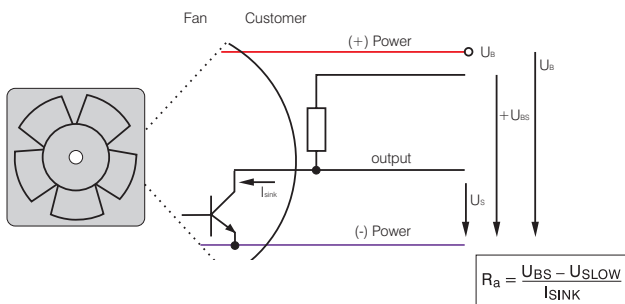 Fan Customer
(+) Power
UB
UB
+UBS
output
Isink
US
(-) Power
Ra = UBS – USLOW
ISINK